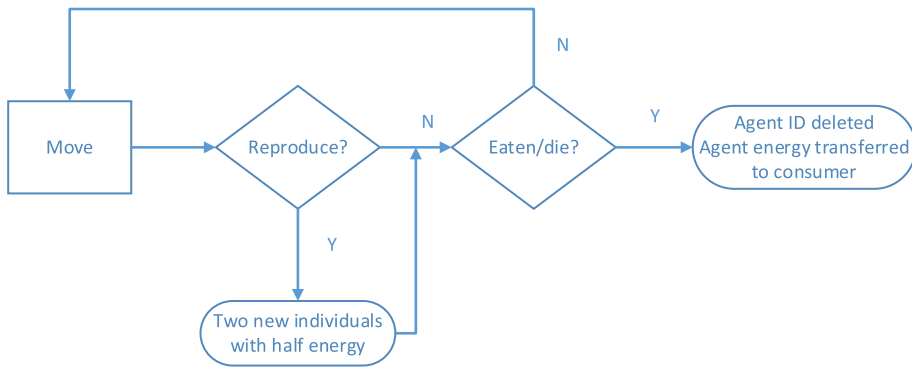 N
Move
Reproduce?
N
Eaten/die?
Y
Agent ID deleted
Agent energy transferred
to consumer
Y
Two new individuals
with half energy